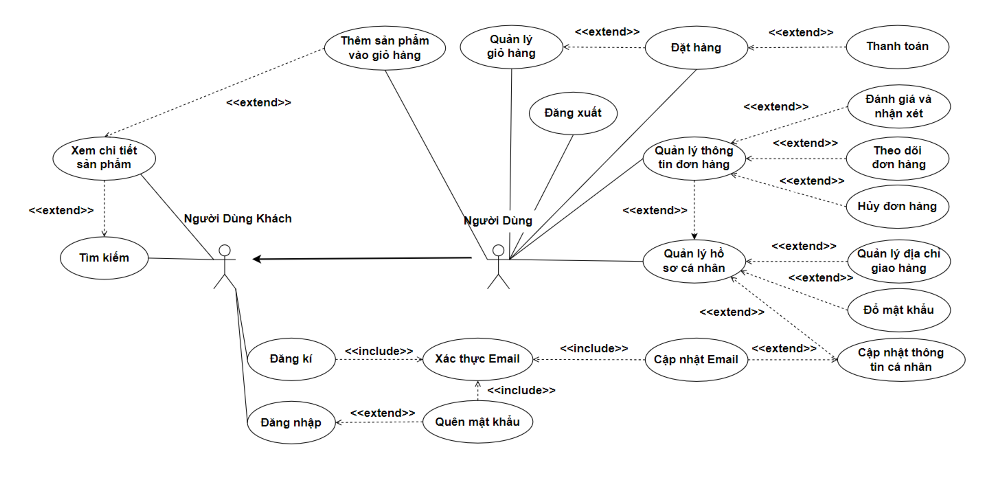 Thêm sản phẩm
vào giỏ hàng
Quản lý
giỏ hàng
<<extend>>
Đặt hàng
<<extend>>
Thanh toán
<<extend>>
Đăng xuất
Đánh giá và
nhận xét
<<extend>>
Xem chi tiết
sản phẩm
Quản lý thông
tin đơn hàng
<<extend>>
Theo dõi
đơn hàng
<<extend>>
Hủy đơn hàng
<<extend>>
Người Dùng Khách
Người Dùng
<<extend>>
Tìm kiếm
Quản lý hồ
sơ cá nhân
<<extend>>
Quản lý địa chỉ
giao hàng
<<extend>>
Đổ mật khẩu
<<extend>>
Đăng kí
<<include>>
Xác thực Email
<<include>>
Cập nhật Email
<<extend>>
Cập nhật thông
tin cá nhân
<<include>>
Đăng nhập
<<extend>>
Quên mật khẩu